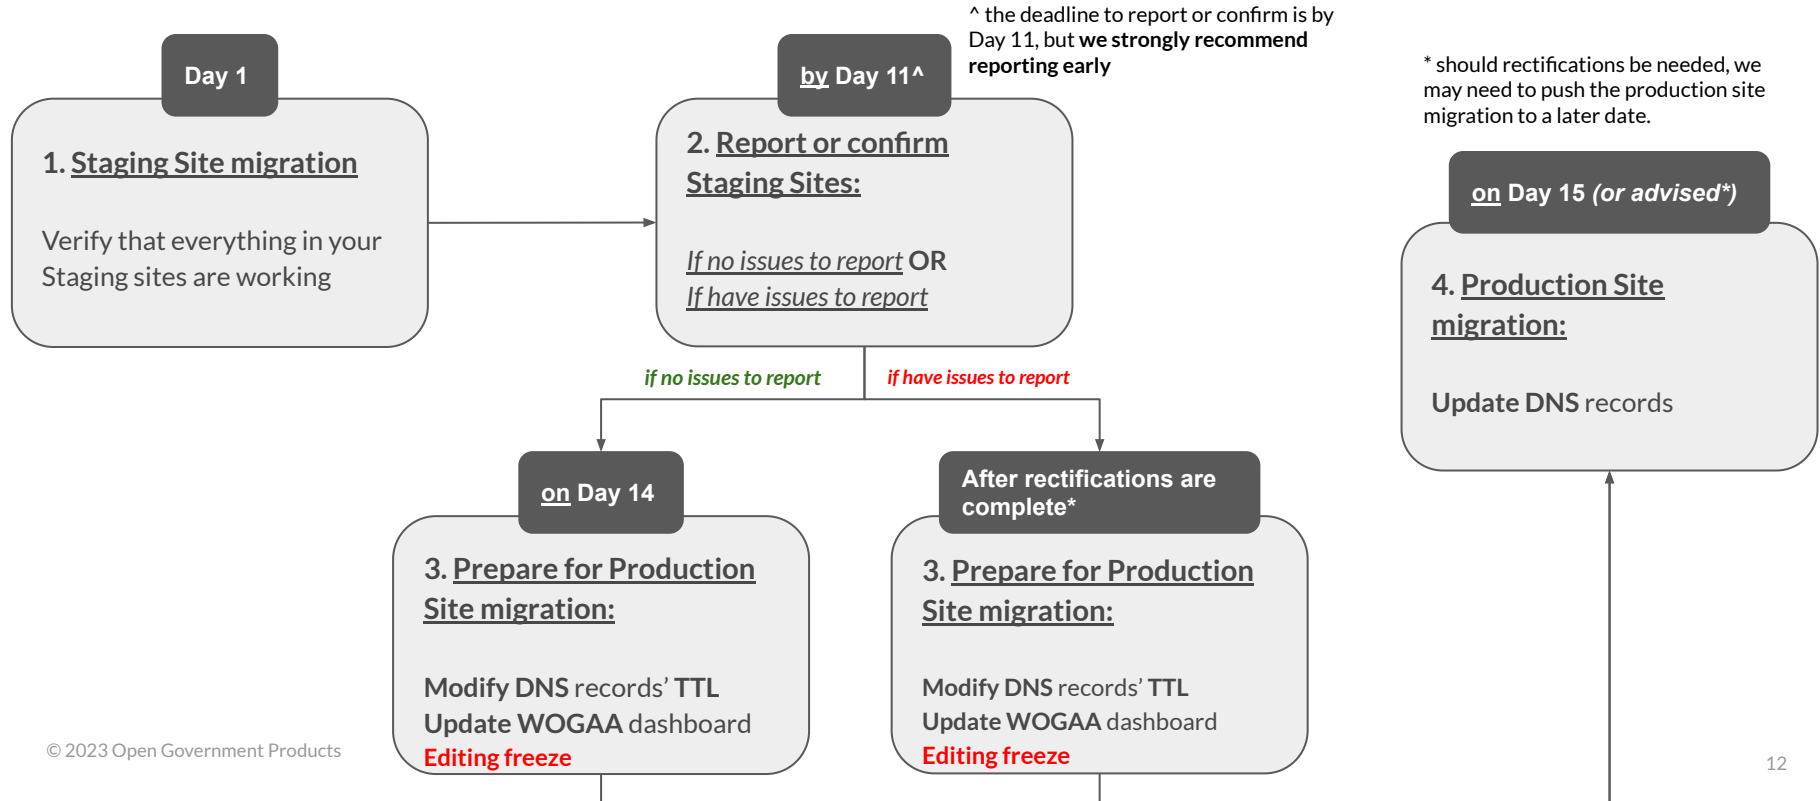 Day 1
1. Staging Site migration
Verify that everything in your
Staging sites are working
by Day 11^
^ the deadline to report or confirm is by
Day 11, but we strongly recommend
reporting early
2. Report or confirm
Staging Sites:
If no issues to report OR
If have issues to report
if no issues to report
if have issues to report
on Day 14
3. Prepare for Production
Site migration:
Modify DNS records’ TTL
Update WOGAA dashboard
Editing freeze
After rectifications are
complete*
3. Prepare for Production
Site migration:
Modify DNS records’ TTL
Update WOGAA dashboard
Editing freeze
* should rectifications be needed, we
may need to push the production site
migration to a later date.
on Day 15 (or advised*)
4. Production Site
migration:
Update DNS records
© 2023 Open Government Products
12